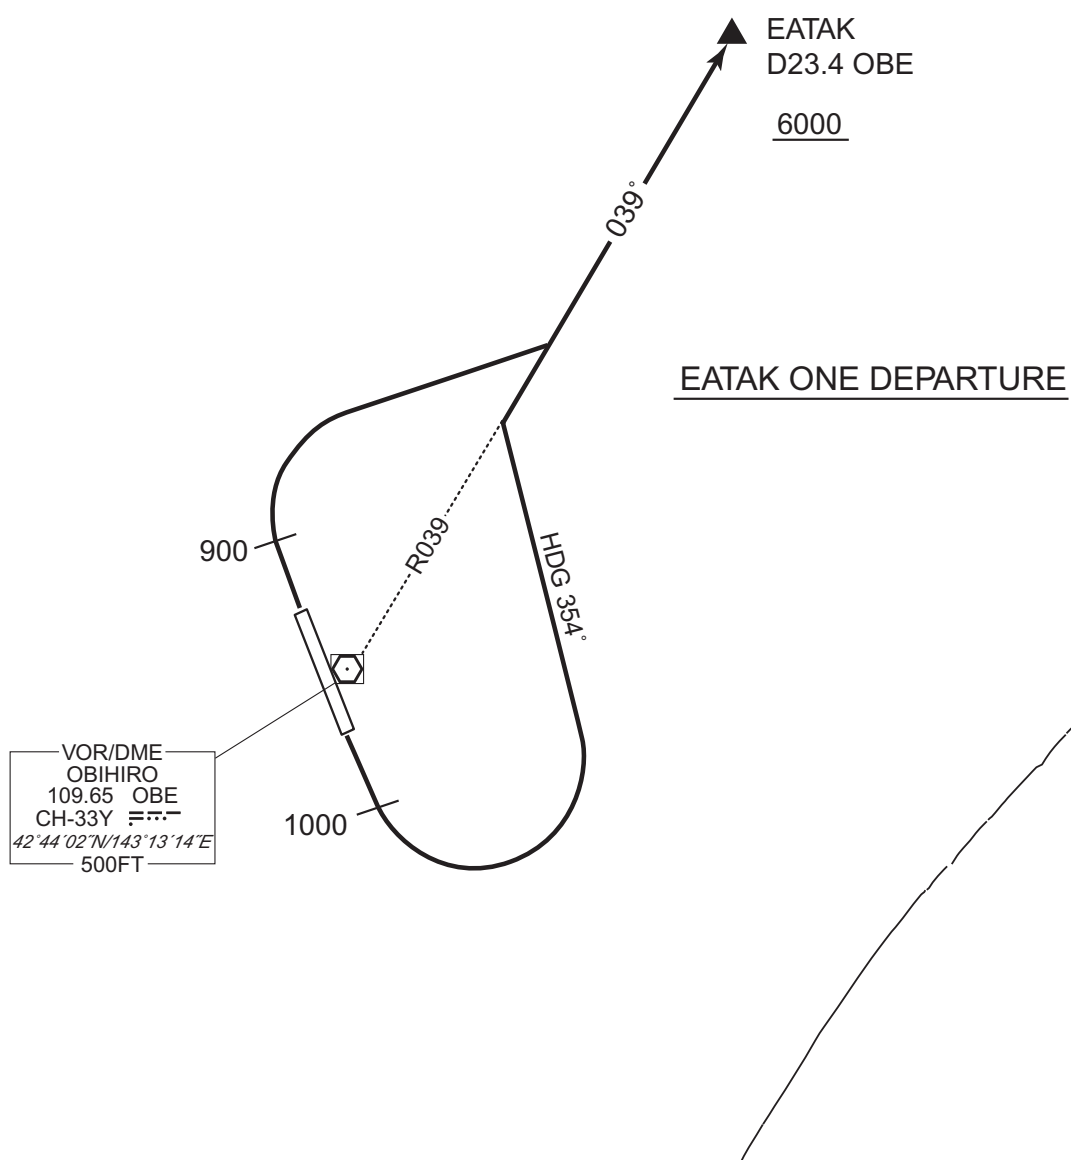 EATAK
D23.4 OBE
6000
039°
EATAK ONE DEPARTURE
900
R039
HDG 354°
VOR/DME
OBIHIRO
109.65 OBE
CH-33Y
42°44´02˝N/143°13´14˝E
500FT
1000